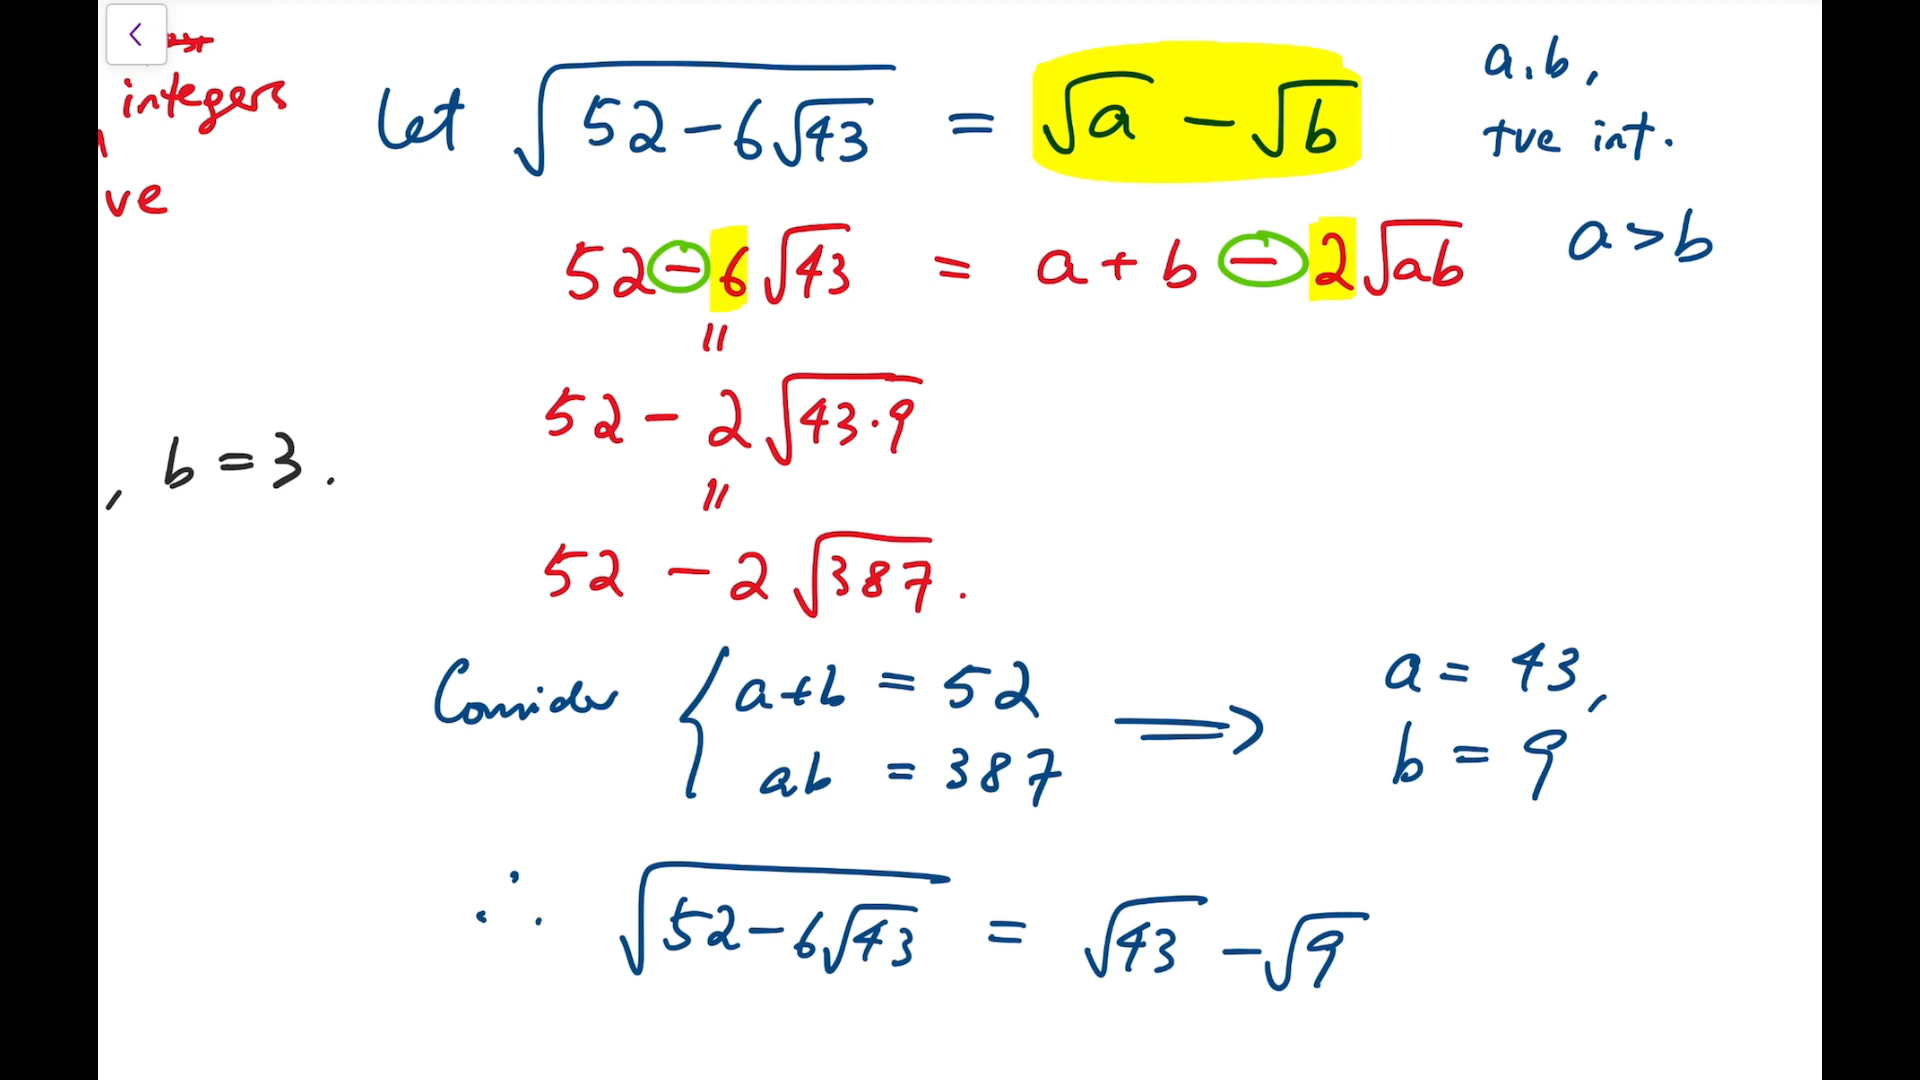 integers
ve
let √(52-6√43) = √a - √b
a,b,
+ve int.
a>b
52-6√43 = a+b-2√ab
=
52-2√(43·9)
=
52-2√387.
, b=3.
Consider { a+b = 52
ab = 387
⟹ a = 43,
b = 9
∴ √(52-6√43) = √43 - √9